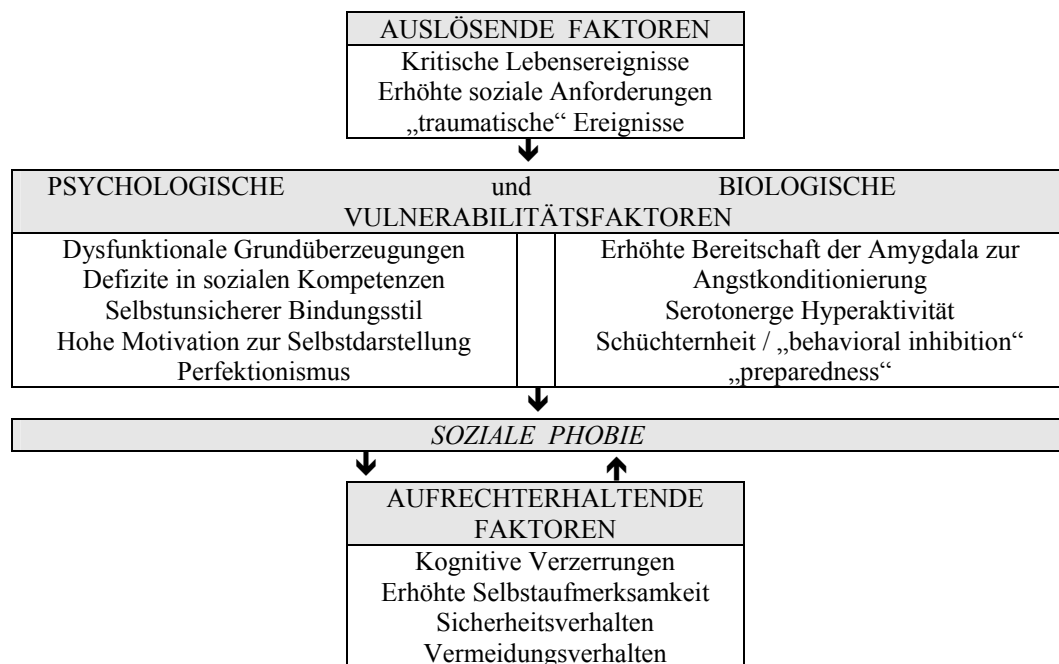 AUSLÖSENDE FAKTOREN
Kritische Lebensereignisse
Erhöhte soziale Anforderungen
„traumatische“ Ereignisse
PSYCHOLOGISCHE und BIOLOGISCHE
VULNERABILITÄTSFAKTOREN
Dysfunktionale Grundüberzeugungen
Defizite in sozialen Kompetenzen
Selbstunsicherer Bindungsstil
Hohe Motivation zur Selbstdarstellung
Perfektionismus
Erhöhte Bereitschaft der Amygdala zur
Angstkonditionierung
Serotonerge Hyperaktivität
Schüchternheit / „behavioral inhibition“
„preparedness“
SOZIALE PHOBIE
AUFRECHTERHALTENDE
FAKTOREN
Kognitive Verzerrungen
Erhöhte Selbstaufmerksamkeit
Sicherheitsverhalten
Vermeidungsverhalten